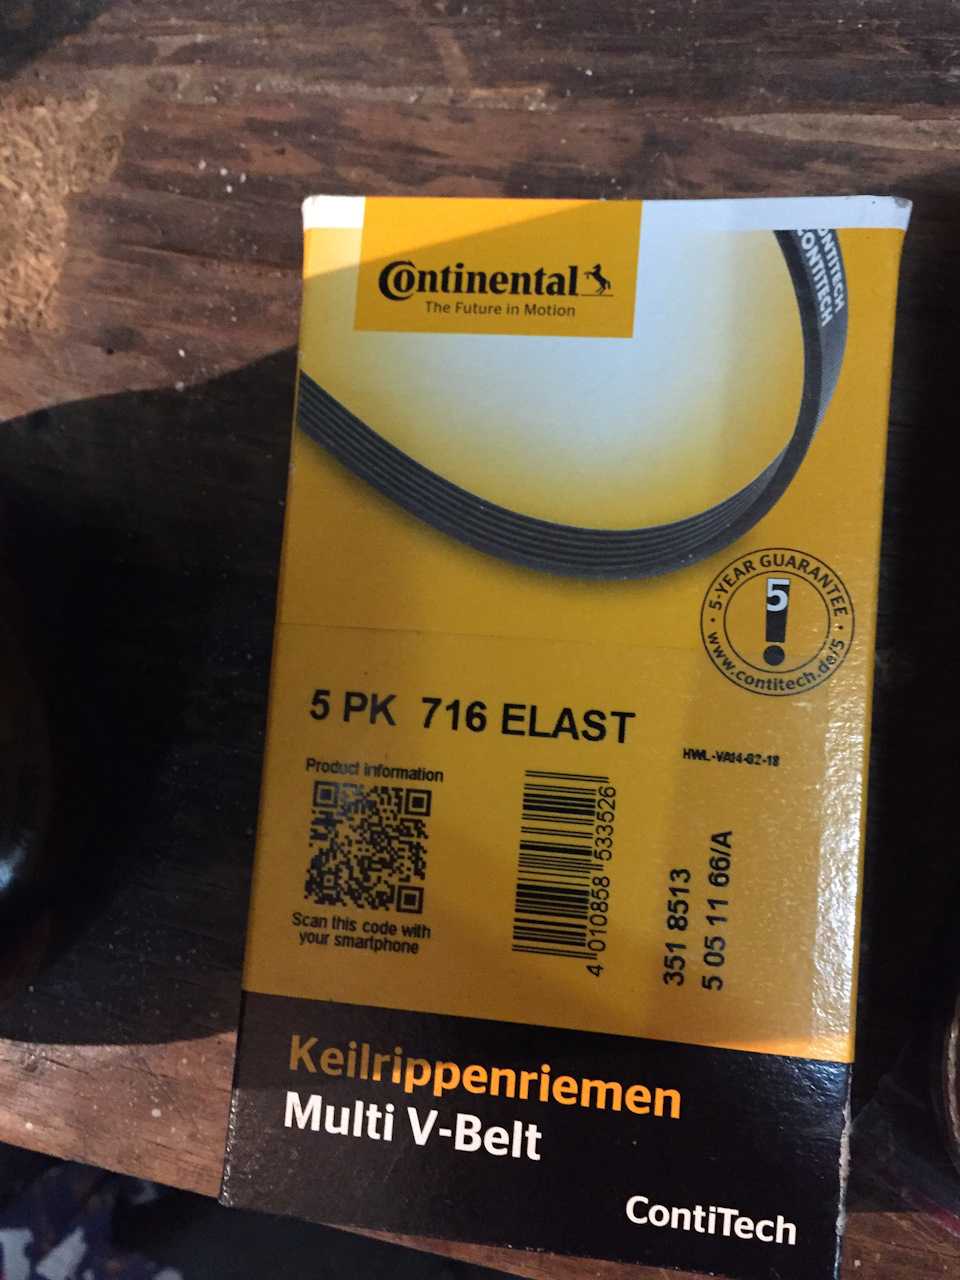 Continental
The Future in Motion
CONTITECH
CONTITECH
5-YEAR GUARANTEE
5
www.contitech.de/5
5 PK 716 ELAST
HWL-VA14-02-18
Product information
Scan this code with
your smartphone
4 010858 533526
351 8513
5 05 11 66/A
Keilrippenriemen
Multi V-Belt
ContiTech